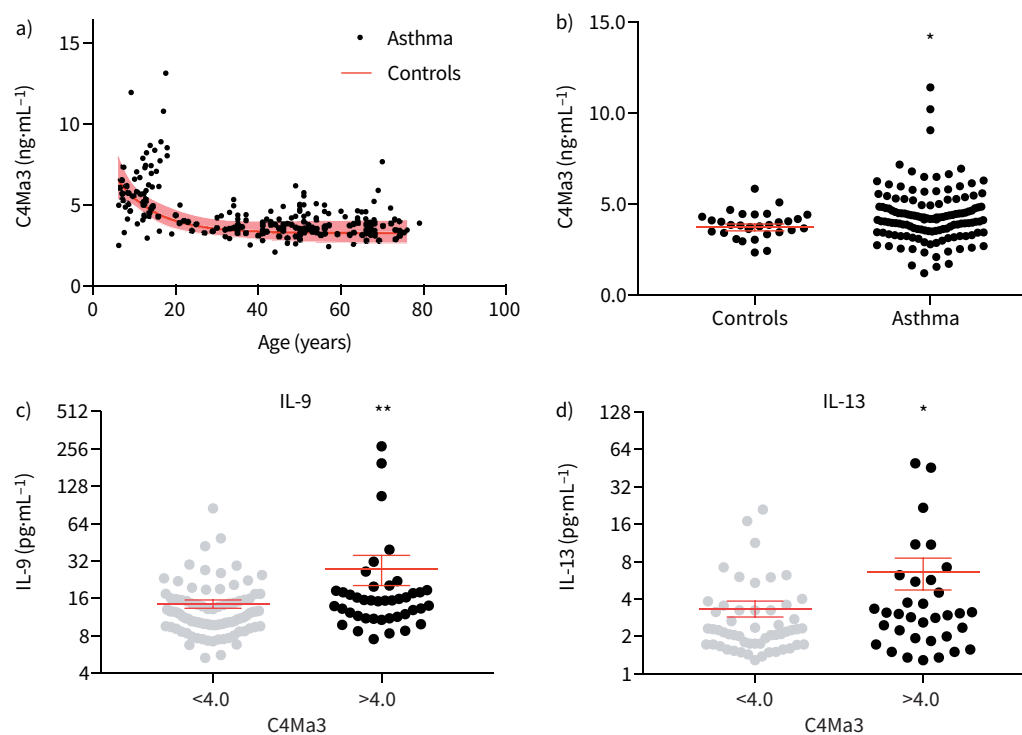 a)
Asthma
Controls
C4Ma3 (ng·mL⁻¹)
15
10
5
0
0 20 40 60 80 100
Age (years)
b)
*
C4Ma3 (ng·mL⁻¹)
15.0
10.0
5.0
0.0
Controls Asthma
c)
IL-9
**
IL-9 (pg·mL⁻¹)
512
256
128
64
32
16
8
4
<4.0 >4.0
C4Ma3
d)
IL-13
*
IL-13 (pg·mL⁻¹)
128
64
32
16
8
4
2
1
<4.0 >4.0
C4Ma3